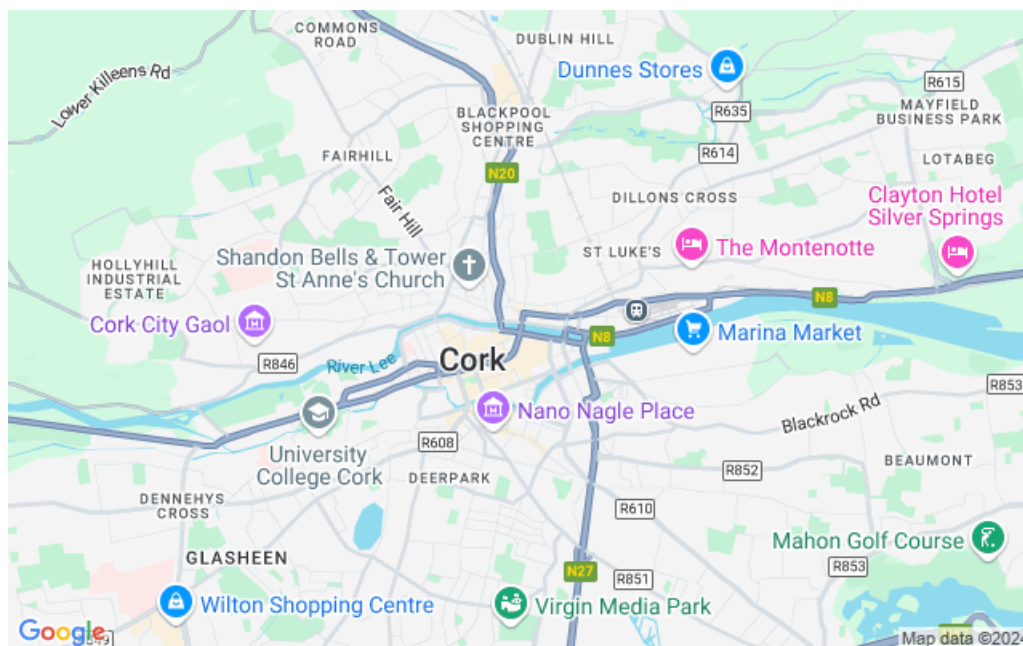 COMMONS
ROAD
DUBLIN HILL
Dunnes Stores
Lower Killeens Rd
R615
R635
MAYFIELD
BUSINESS PARK
BLACKPOOL
SHOPPING
CENTRE
FAIRHILL
R614
LOTABEG
N20
Fair Hill
DILLONS CROSS
Clayton Hotel
Silver Springs
Shandon Bells & Tower
St Anne's Church
ST LUKE'S
The Montenotte
HOLLYHILL
INDUSTRIAL
ESTATE
N8
Cork City Gaol
N8
Marina Market
River Lee
Cork
R846
R853
Nano Nagle Place
Blackrock Rd
R608
University
College Cork
DEERPARK
R852
BEAUMONT
DENNEHYS
CROSS
R610
Mahon Golf Course
GLASHEEN
R853
N27
R851
Wilton Shopping Centre
Virgin Media Park
Google
Map data ©2024